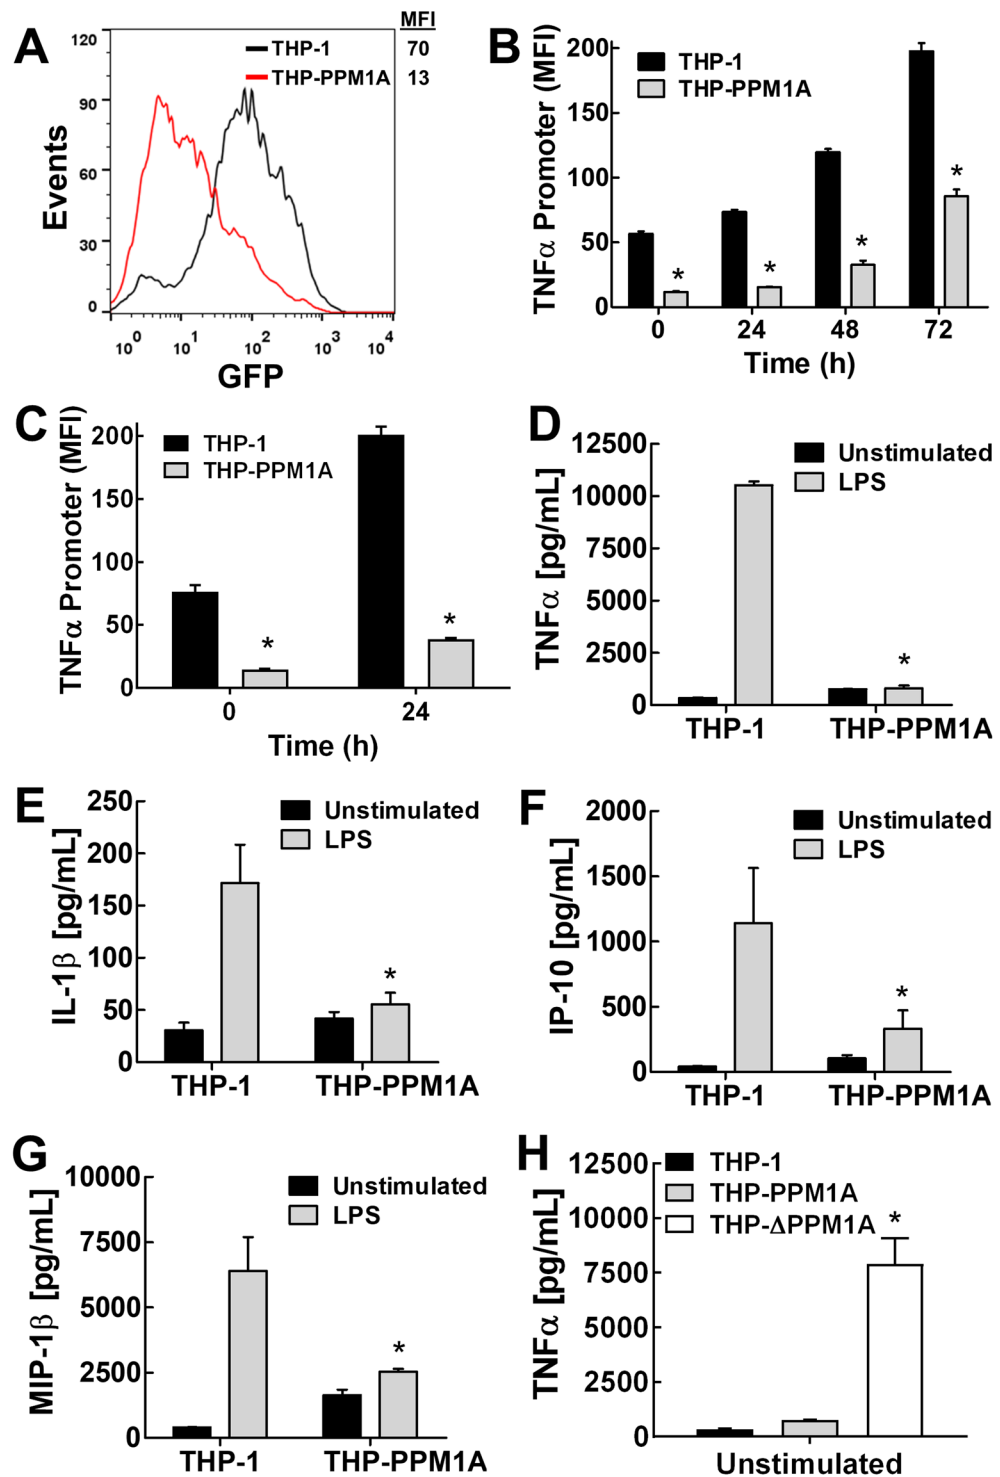 A
MFI
THP-1 70
THP-PPM1A 13
120
90
60
30
0
Events
10^0 10^1 10^2 10^3 10^4
GFP
B
THP-1
THP-PPM1A
TNFα Promoter (MFI)
200
150
100
50
0
* * * *
0 24 48 72
Time (h)
C
THP-1
THP-PPM1A
TNFα Promoter (MFI)
200
150
100
50
0
* *
0 24
Time (h)
D
Unstimulated
LPS
TNFα [pg/mL]
12500
10000
7500
5000
2500
0
*
THP-1 THP-PPM1A
E
Unstimulated
LPS
IL-1β [pg/mL]
250
200
150
100
50
0
*
THP-1 THP-PPM1A
F
Unstimulated
LPS
IP-10 [pg/mL]
2000
1500
1000
500
0
*
THP-1 THP-PPM1A
G
Unstimulated
LPS
MIP-1β [pg/mL]
10000
7500
5000
2500
0
*
THP-1 THP-PPM1A
H
THP-1
THP-PPM1A
THP-ΔPPM1A
TNFα [pg/mL]
12500
10000
7500
5000
2500
0
*
Unstimulated